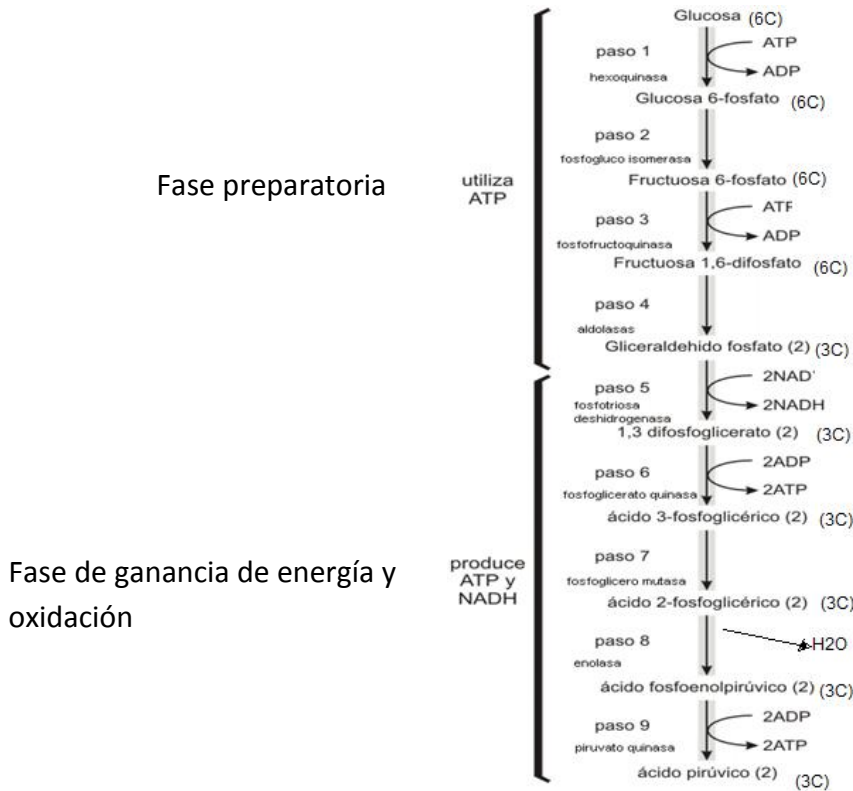 Glucosa (6C)
paso 1
hexoquinasa
ATP
ADP
Glucosa 6-fosfato (6C)
paso 2
fosfogluco isomerasa
Fase preparatoria
utiliza
ATP
Fructuosa 6-fosfato (6C)
paso 3
fosfofructoquinasa
ATP
ADP
Fructuosa 1,6-difosfato (6C)
paso 4
aldolasas
Gliceraldehido fosfato (2) (3C)
paso 5
fosfotriosa
deshidrogenasa
2NAD
2NADH
1,3 difosfoglicerato (2) (3C)
paso 6
fosfoglicerato quinasa
2ADP
2ATP
ácido 3-fosfoglicérico (2) (3C)
Fase de ganancia de energía y
oxidación
produce
ATP y
NADH
paso 7
fosfoglicero mutasa
ácido 2-fosfoglicérico (2) (3C)
paso 8
enolasa
H2O
ácido fosfoenolpirúvico (2) (3C)
paso 9
piruvato quinasa
2ADP
2ATP
ácido pirúvico (2) (3C)